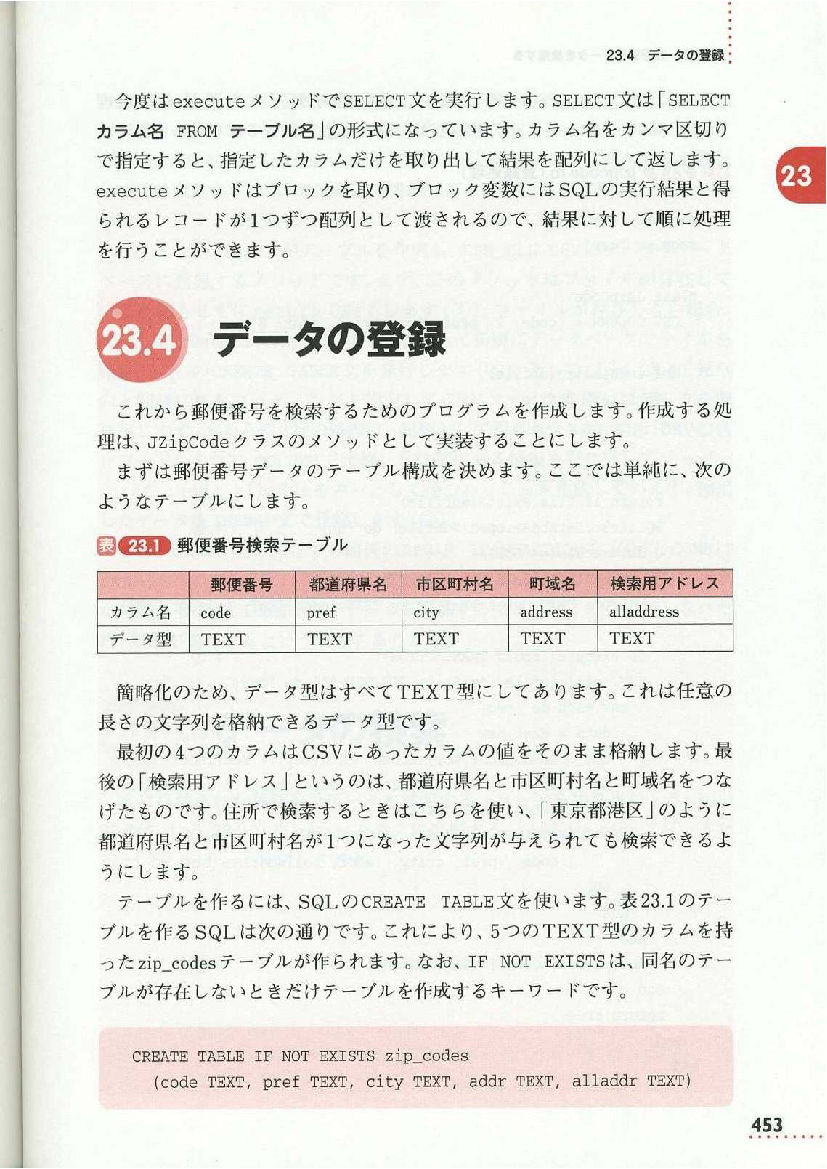 23.4 データの登録
今度はexecuteメソッドでSELECT文を実行します。SELECT文は「SELECT
カラム名 FROM テーブル名」の形式になっています。カラム名をカンマ区切り
で指定すると、指定したカラムだけを取り出して結果を配列にして返します。
executeメソッドはブロックを取り、ブロック変数にはSQLの実行結果と得
られるレコードが1つずつ配列として渡されるので、結果に対して順に処理
を行うことができます。
23
23.4 データの登録
これから郵便番号を検索するためのプログラムを作成します。作成する処
理は、JZipCodeクラスのメソッドとして実装することにします。
まずは郵便番号データのテーブル構成を決めます。ここでは単純に、次の
ようなテーブルにします。
表 23.1 郵便番号検索テーブル
郵便番号 都道府県名 市区町村名 町域名 検索用アドレス
カラム名 code pref city address alladdress
データ型 TEXT TEXT TEXT TEXT TEXT
簡略化のため、データ型はすべてTEXT型にしてあります。これは任意の
長さの文字列を格納できるデータ型です。
最初の4つのカラムはCSVにあったカラムの値をそのまま格納します。最
後の「検索用アドレス」というのは、都道府県名と市区町村名と町域名をつな
げたものです。住所で検索するときはこちらを使い、「東京都港区」のように
都道府県名と市区町村名が1つになった文字列が与えられても検索できるよ
うにします。
テーブルを作るには、SQLのCREATE TABLE文を使います。表23.1のテー
ブルを作るSQLは次の通りです。これにより、5つのTEXT型のカラムを持
ったzip_codesテーブルが作られます。なお、IF NOT EXISTSは、同名のテー
ブルが存在しないときだけテーブルを作成するキーワードです。
CREATE TABLE IF NOT EXISTS zip_codes
(code TEXT, pref TEXT, city TEXT, addr TEXT, alladdr TEXT)
453